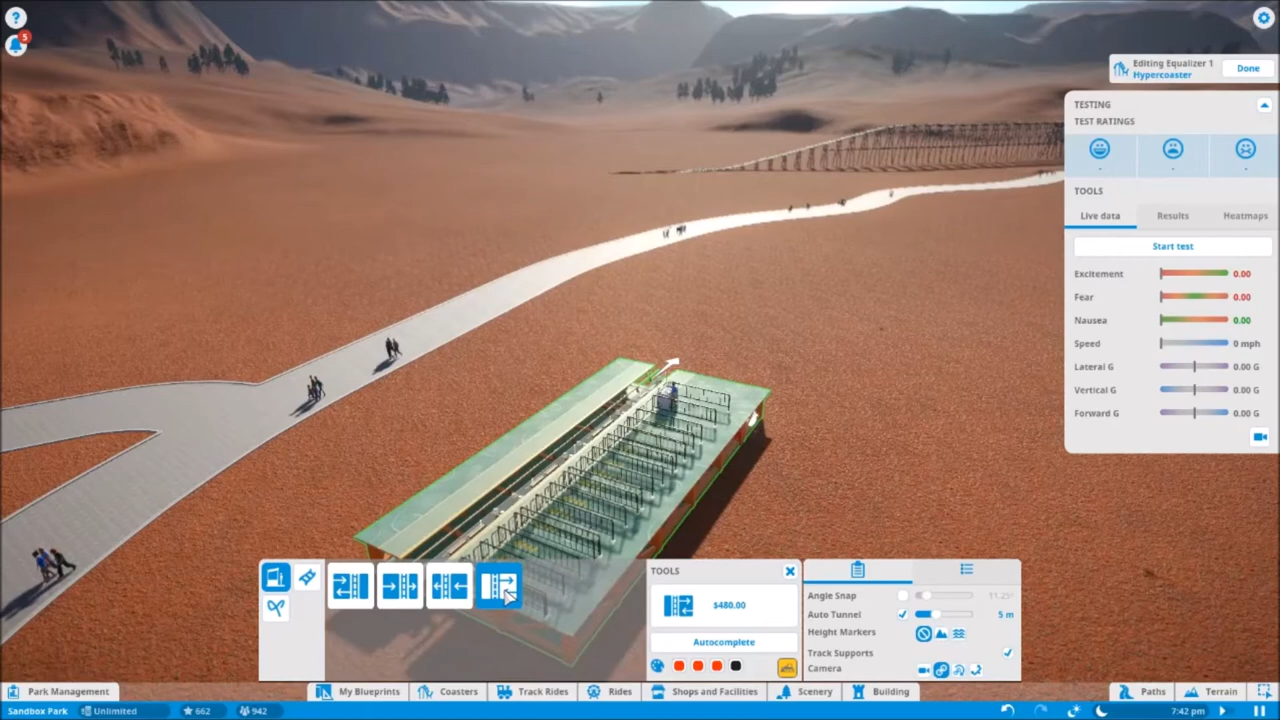 ?
5
Editing Equalizer 1
Hypercoaster
Done
TESTING
TEST RATINGS
-
-
-
TOOLS
Live data
Results
Heatmaps
Start test
Excitement
0.00
Fear
0.00
Nausea
0.00
Speed
0 mph
Lateral G
0.00 G
Vertical G
0.00 G
Forward G
0.00 G
TOOLS
$480.00
Autocomplete
Angle Snap
11.25°
Auto Tunnel
5 m
Height Markers
Track Supports
Camera
Park Management
My Blueprints
Coasters
Track Rides
Rides
Shops and Facilities
Scenery
Building
Paths
Terrain
Sandbox Park
Unlimited
662
942
7:42 pm